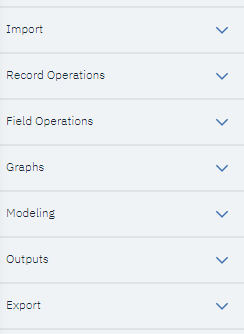 Import
Record Operations
Field Operations
Graphs
Modeling
Outputs
Export